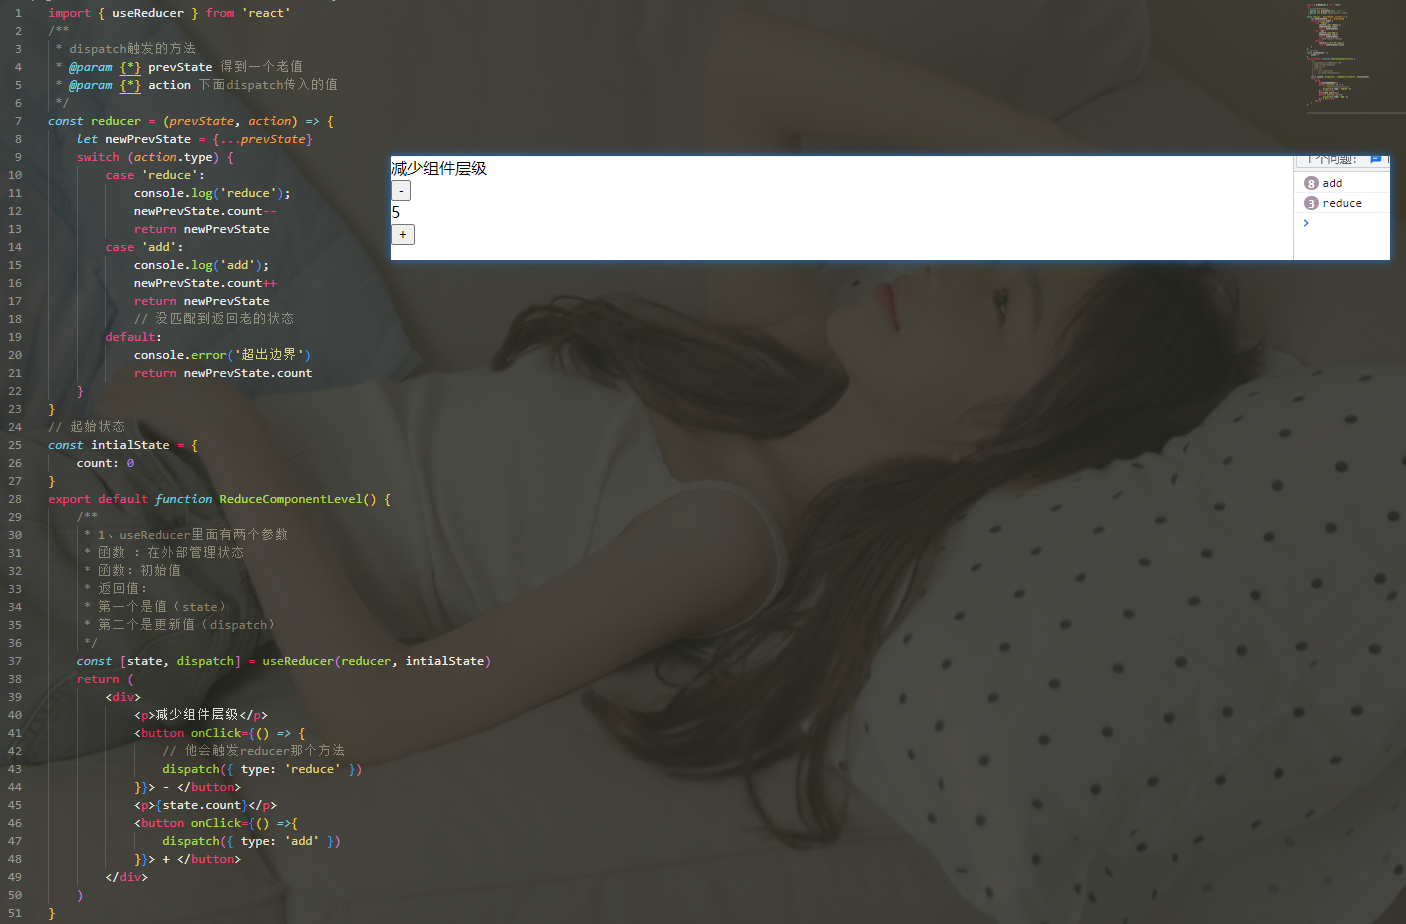 1 import { useReducer } from 'react'
2 /**
3 * dispatch触发的方法
4 * @param {*} prevState 得到一个老值
5 * @param {*} action 下面dispatch传入的值
6 */
7 const reducer = (prevState, action) => {
8 let newPrevState = {...prevState}
9 switch (action.type) {
10 case 'reduce':
11 console.log('reduce');
12 newPrevState.count--
13 return newPrevState
14 case 'add':
15 console.log('add');
16 newPrevState.count++
17 return newPrevState
18 // 没匹配到返回老的状态
19 default:
20 console.error('超出边界')
21 return newPrevState.count
22 }
23 }
24 // 起始状态
25 const intialState = {
26 count: 0
27 }
28 export default function ReduceComponentLevel() {
29 /**
30 * 1、useReducer里面有两个参数
31 * 函数 : 在外部管理状态
32 * 函数: 初始值
33 * 返回值:
34 * 第一个是值（state）
35 * 第二个是更新值（dispatch）
36 */
37 const [state, dispatch] = useReducer(reducer, intialState)
38 return (
39 <div>
40 <p>减少组件层级</p>
41 <button onClick={() => {
42 // 他会触发reducer那个方法
43 dispatch({ type: 'reduce' })
44 }}> - </button>
45 <p>{state.count}</p>
46 <button onClick={() =>{
47 dispatch({ type: 'add' })
48 }}> + </button>
49 </div>
50 )
51 }
减少组件层级
-
5
+
个问题:
8 add
3 reduce
>